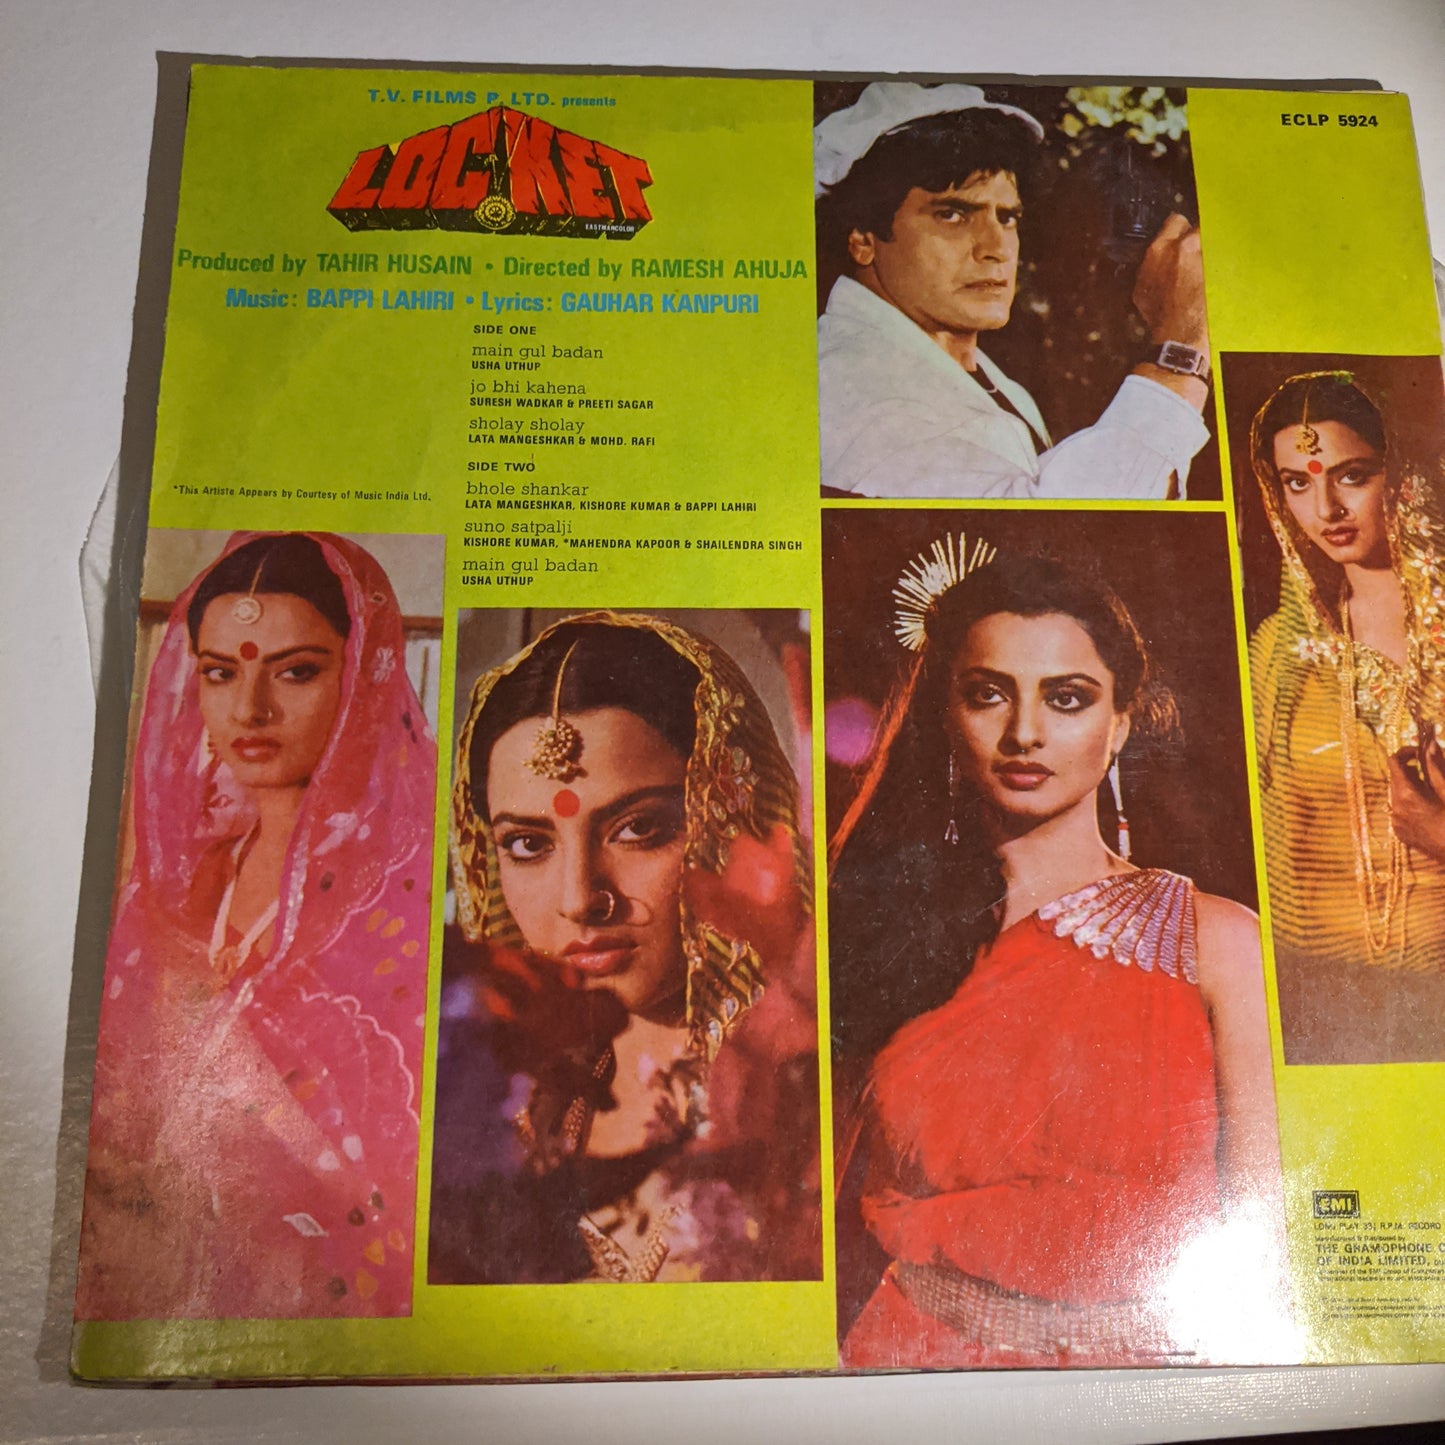 T.V. FILMS P. LTD. presents
LOCKET
EASTMANCOLOR
Produced by TAHIR HUSAIN • Directed by RAMESH AHUJA
Music: BAPPI LAHIRI • Lyrics: GAUHAR KANPURI
SIDE ONE
main gul badan
USHA UTHUP
jo bhi kahena
SURESH WADKAR & PREETI SAGAR
sholay sholay
LATA MANGESHKAR & MOHD. RAFI
SIDE TWO
bhole shankar
LATA MANGESHKAR, KISHORE KUMAR & BAPPI LAHIRI
suno satpalji
KISHORE KUMAR, *MAHENDRA KAPOOR & SHAILENDRA SINGH
main gul badan
USHA UTHUP
*This Artiste Appears by Courtesy of Music India Ltd.
ECLP 5924
EMI
LONG PLAY 33⅓ R.P.M. RECORD
Manufactured & Distributed by
THE GRAMOPHONE C
OF INDIA LIMITED,